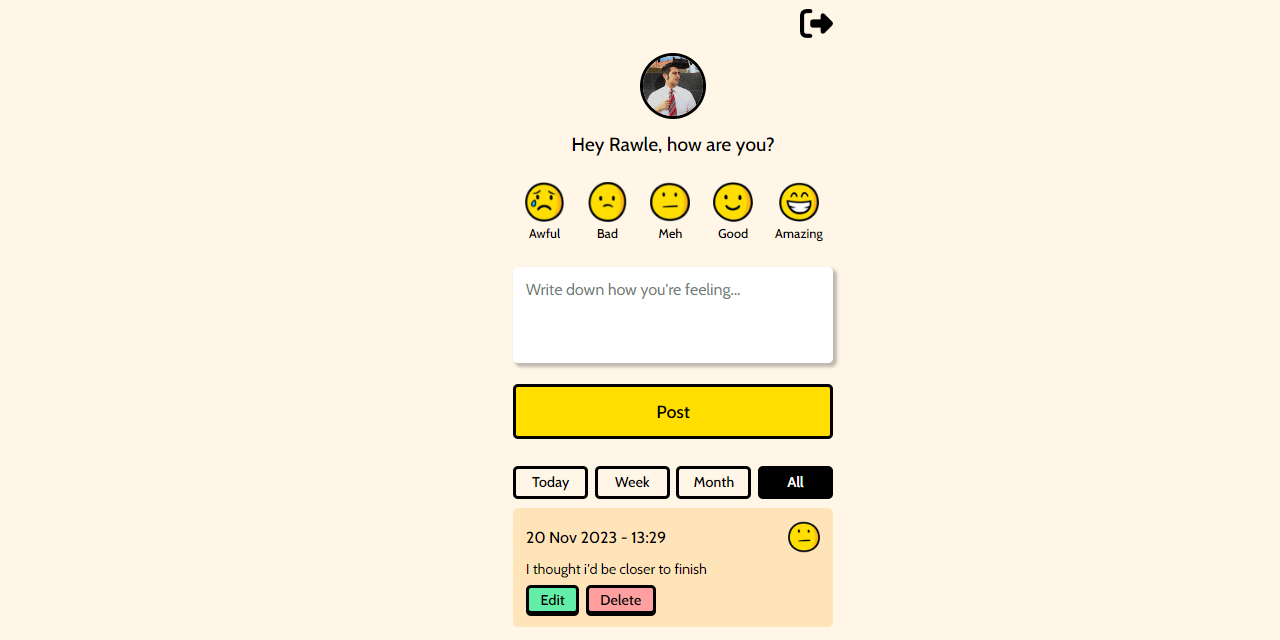 Hey Rawle, how are you?
Awful Bad Meh Good Amazing
Write down how you're feeling...
Post
Today Week Month All
20 Nov 2023 - 13:29
I thought i'd be closer to finish
Edit Delete